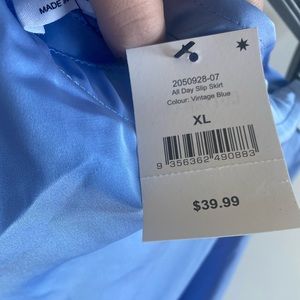 MADE IN
2050928-07
All Day Slip Skirt
Colour: Vintage Blue
XL
9 356362 490883
$39.99